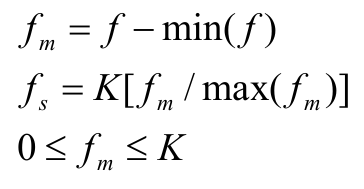 f_m = f − min(f)
f_s = K[f_m / max(f_m)]
0 ≤ f_m ≤ K